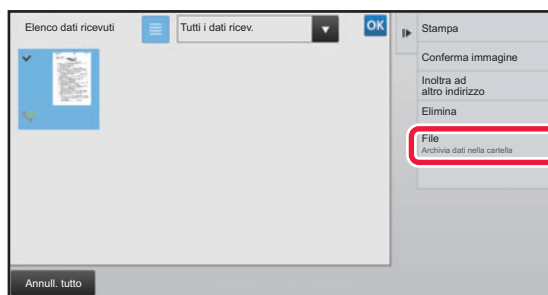 Elenco dati ricevuti
Tutti i dati ricev.
OK
Stampa
Conferma immagine
Inoltra ad
altro indirizzo
Elimina
File
Archivia dati nella cartella
Annull. tutto